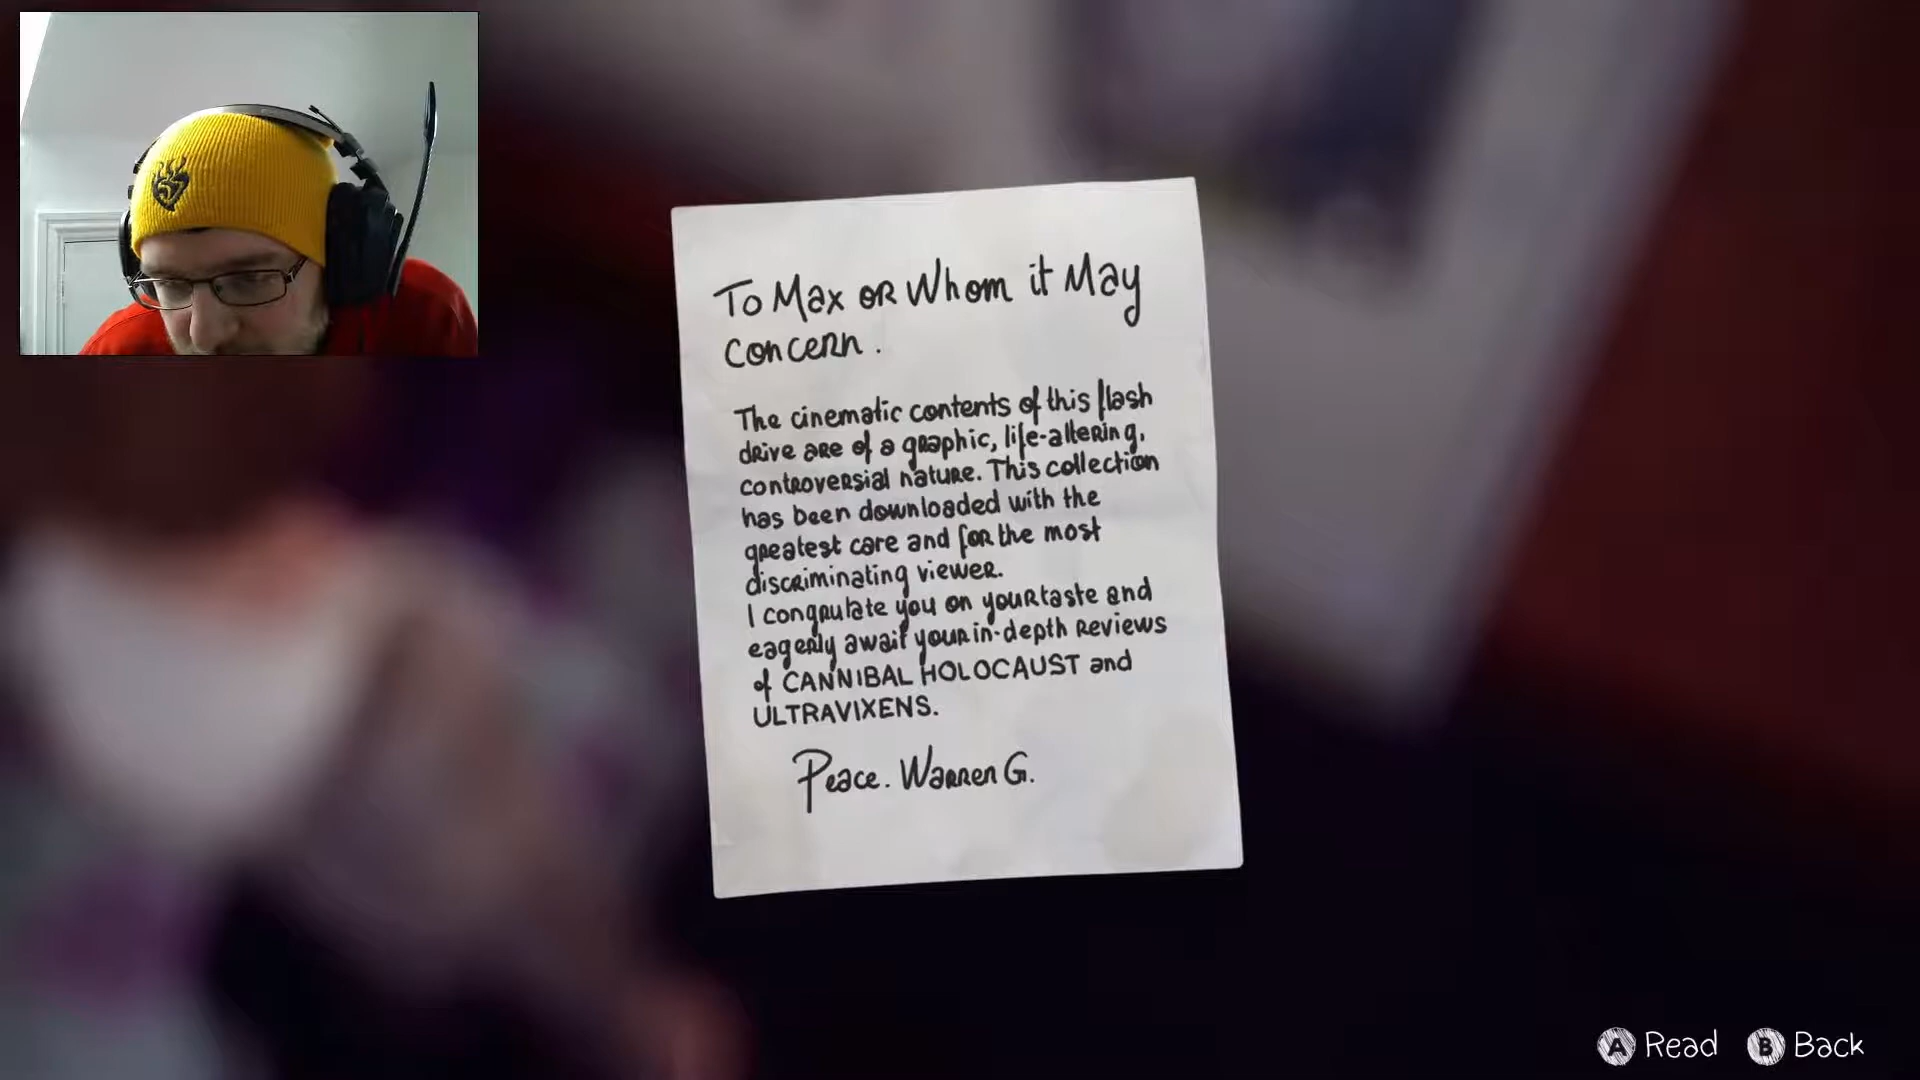 To Max or Whom it May
Concern.
The cinematic contents of this flash
drive are of a graphic, life-altering,
controversial nature. This collection
has been downloaded with the
greatest care and for the most
discriminating viewer.
I congrulate you on your taste and
eagerly await your in-depth reviews
of CANNIBAL HOLOCAUST and
ULTRAVIXENS.
Peace. Warren G.
A Read B Back